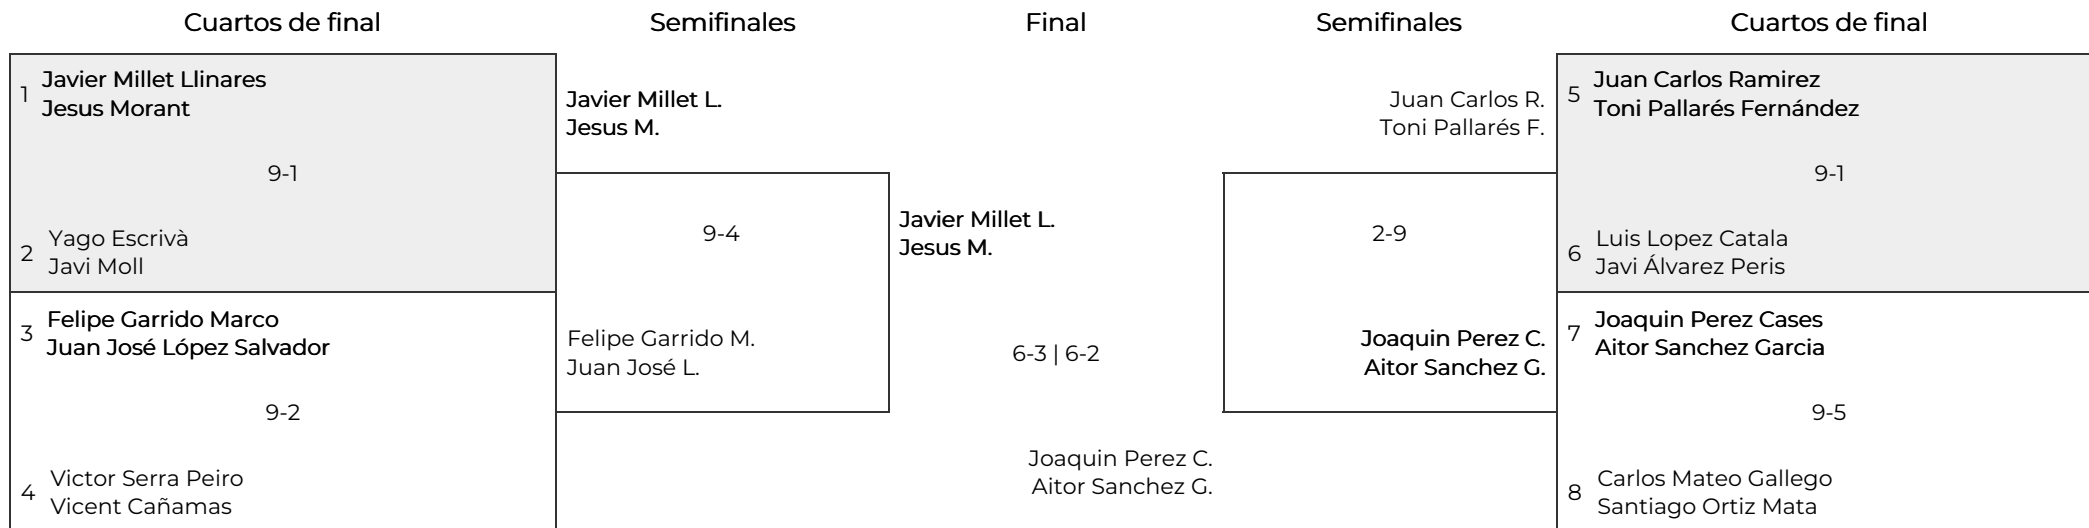 Cuartos de final
Semifinales
Final
Semifinales
Cuartos de final
1
Javier Millet Llinares
Jesus Morant
9-1
2
Yago Escrivà
Javi Moll
3
Felipe Garrido Marco
Juan José López Salvador
9-2
4
Victor Serra Peiro
Vicent Cañamas
Javier Millet L.
Jesus M.
9-4
Felipe Garrido M.
Juan José L.
Javier Millet L.
Jesus M.
6-3 | 6-2
Joaquin Perez C.
Aitor Sanchez G.
Juan Carlos R.
Toni Pallarés F.
2-9
Joaquin Perez C.
Aitor Sanchez G.
5
Juan Carlos Ramirez
Toni Pallarés Fernández
9-1
6
Luis Lopez Catala
Javi Álvarez Peris
7
Joaquin Perez Cases
Aitor Sanchez Garcia
9-5
8
Carlos Mateo Gallego
Santiago Ortiz Mata